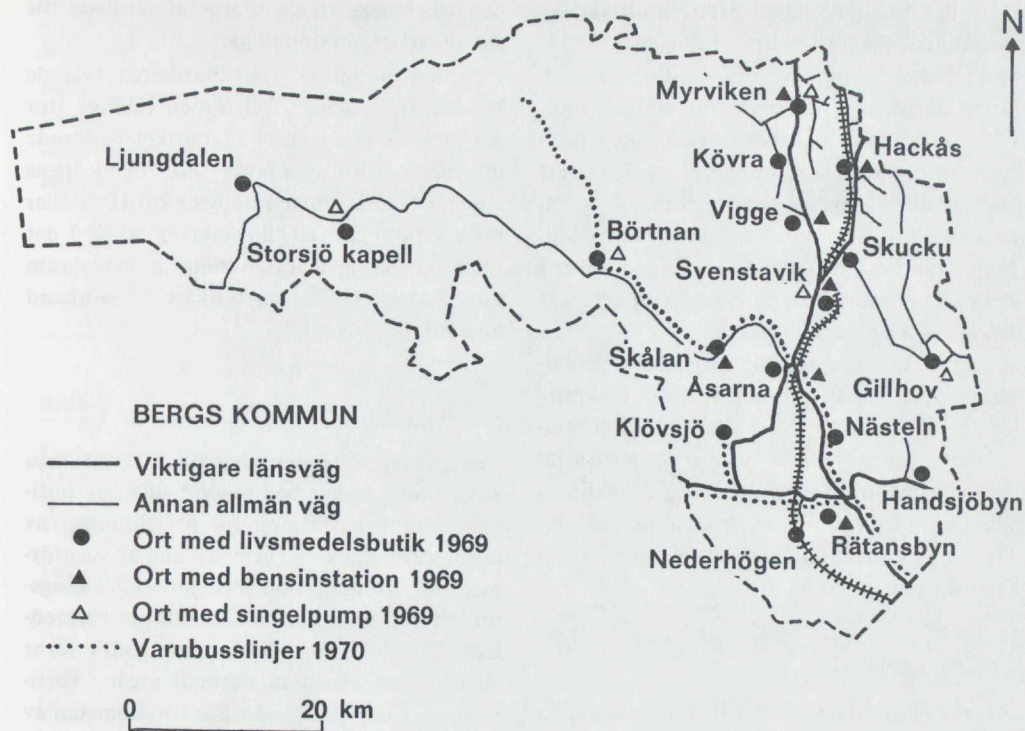 N
Myrviken
Ljungdalen
Kövra
Hackås
Vigge
Storsjö kapell
Börtnan
Skucku
Svenstavik
Skålan
Åsarna
Gillhov
BERGS KOMMUN
Klövsjö
Nästeln
Viktigare länsväg
Annan allmän väg
Handsjöbyn
Ort med livsmedelsbutik 1969
Rätansbyn
Nederhögen
Ort med bensinstation 1969
Ort med singelpump 1969
Varubusslinjer 1970
0 20 km